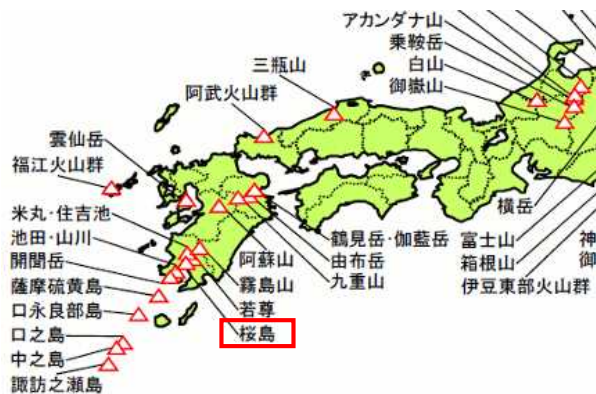 アカンダナ山
乗鞍岳
白山
御嶽山
三瓶山
阿武火山群
雲仙岳
福江火山群
米丸・住吉池
池田・山川
開聞岳
薩摩硫黄島
口永良部島
口之島
中之島
諏訪之瀬島
鶴見岳・伽藍岳
由布岳
九重山
阿蘇山
霧島山
若尊
桜島
横岳
富士山
箱根山
伊豆東部火山群
神
御